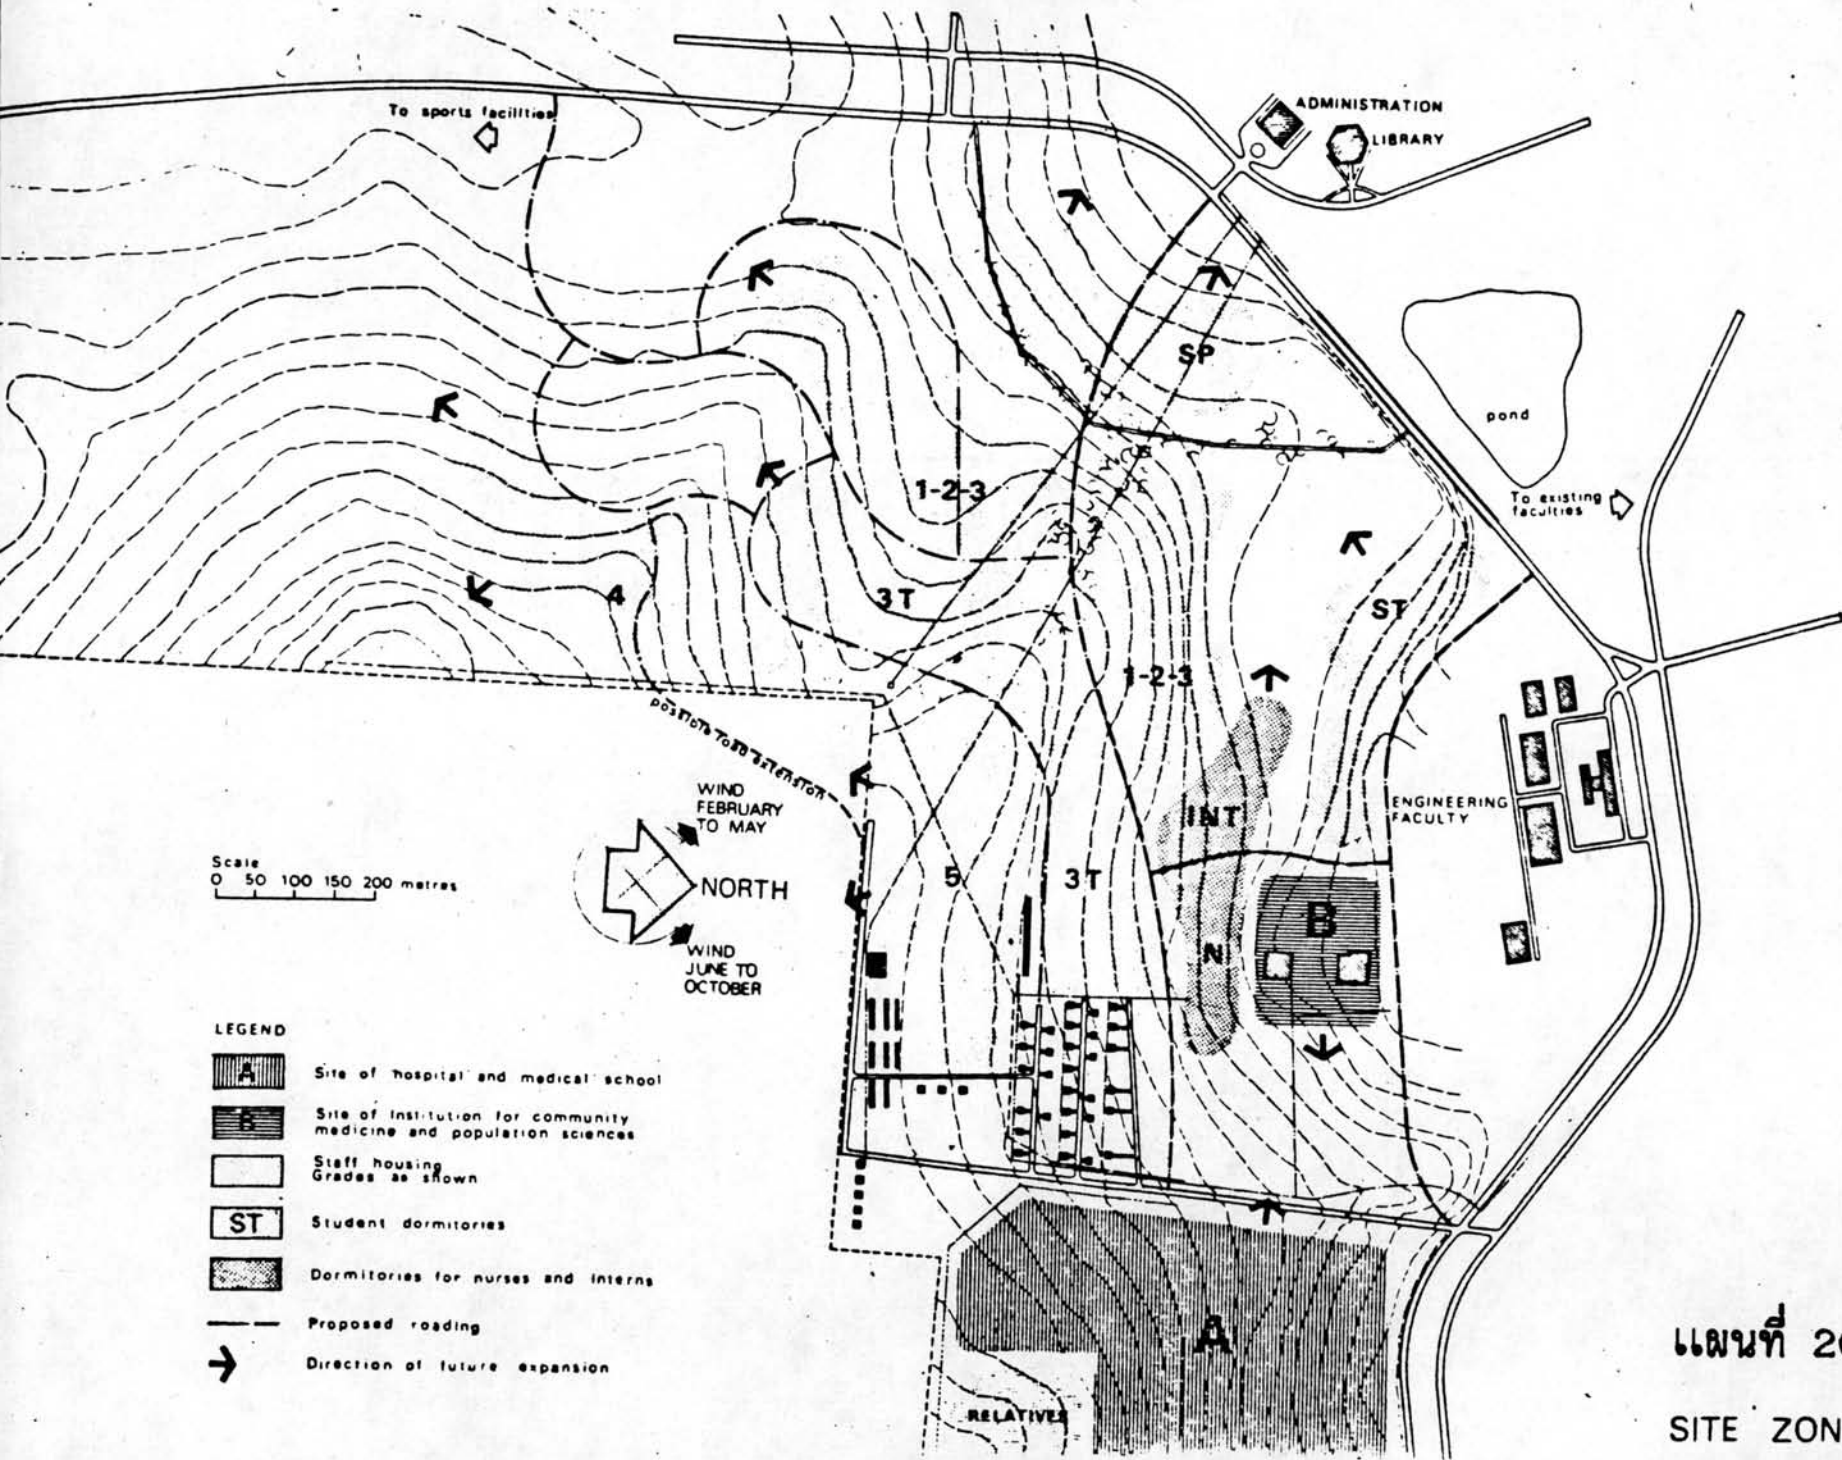 To sports facilities
ADMINISTRATION
LIBRARY
SP
pond
1-2-3
To existing
faculties
4
3T
ST
1-2-3
possible road extension
INT
ENGINEERING
FACULTY
WIND
FEBRUARY
TO MAY
Scale
0 50 100 150 200 metres
NORTH
5
3T
B
N
WIND
JUNE TO
OCTOBER
LEGEND
A
Site of hospital and medical school
B
Site of Institution for community
medicine and population sciences
Staff housing
Grades as shown
ST
Student dormitories
Dormitories for nurses and interns
Proposed roading
Direction of future expansion
A
RELATIVES
แผนที่ 2
SITE ZON